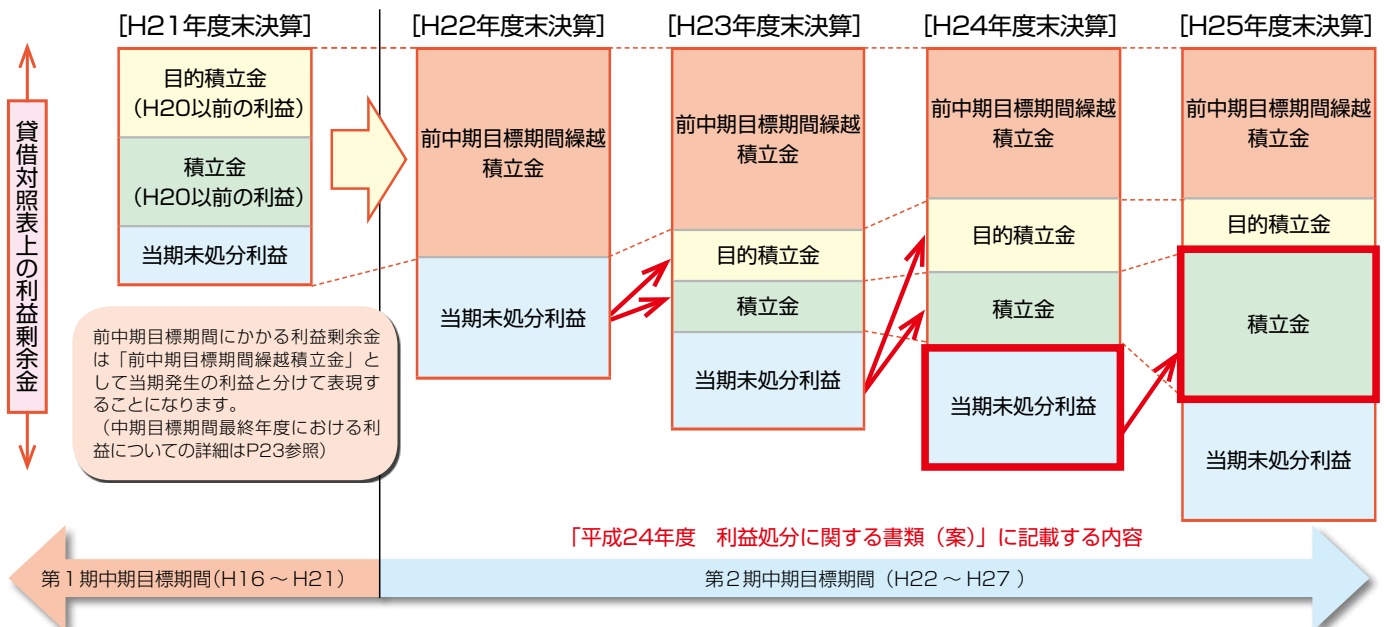 [H21年度末決算]
[H22年度末決算]
[H23年度末決算]
[H24年度末決算]
[H25年度末決算]
貸借対照表上の利益剰余金
目的積立金
(H20以前の利益)
積立金
(H20以前の利益)
当期未処分利益
前中期目標期間繰越
積立金
当期未処分利益
前中期目標期間繰越
積立金
目的積立金
積立金
当期未処分利益
前中期目標期間繰越
積立金
目的積立金
積立金
当期未処分利益
前中期目標期間繰越
積立金
目的積立金
積立金
当期未処分利益
前中期目標期間にかかる利益剰余金
は「前中期目標期間繰越積立金」と
して当期発生の利益と分けて表現す
ることになります。
(中期目標期間最終年度における利
益についての詳細はP23参照)
「平成24年度　利益処分に関する書類(案)」に記載する内容
第1期中期目標期間(H16～H21)
第2期中期目標期間(H22～H27)